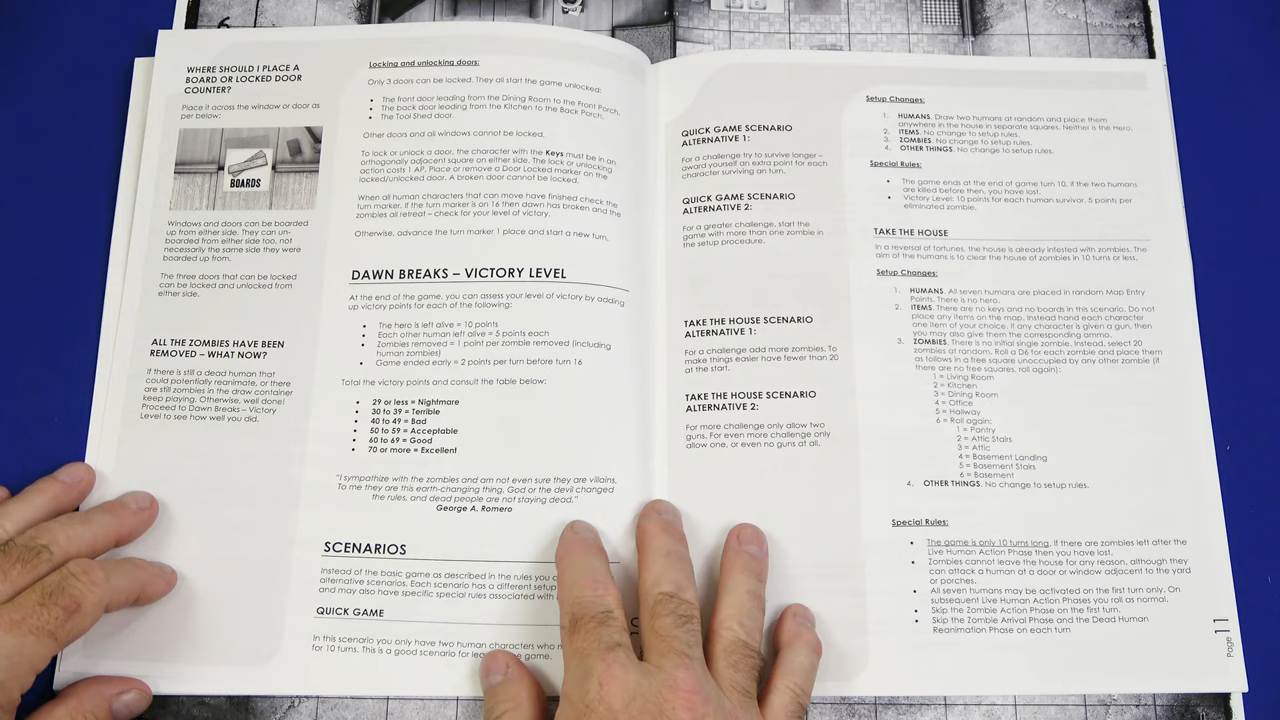 WHERE SHOULD I PLACE A
BOARD OR LOCKED DOOR
COUNTER?
Place it across the window or door as
per below:
BOARDS
Windows and doors can be boarded
up from either side. They can un-
boarded from either side too, not
necessarily the same side they were
boarded up from.
The three doors that can be locked
can be locked and unlocked from
either side.
ALL THE ZOMBIES HAVE BEEN
REMOVED – WHAT NOW?
If there is still a dead human that
could potentially reanimate, or there
are still zombies in the draw container
keep playing. Otherwise, well done!
Proceed to Dawn Breaks – Victory
Level to see how well you did.
Locking and unlocking doors:
Only 3 doors can be locked. They all start the game unlocked:
• The front door leading from the Dining Room to the Front Porch.
• The back door leading from the Kitchen to the Back Porch.
• The Tool Shed door.
Other doors and all windows cannot be locked.
To lock or unlock a door, the character with the Keys must be in an
orthogonally adjacent square on either side. The lock or unlocking
action costs 1 AP. Place or remove a Door Locked marker on the
locked/unlocked door. A broken door cannot be locked.
When all human characters that can move have finished check the
turn marker. If the turn marker is on 16 then dawn has broken and the
zombies all retreat – check for your level of victory.
Otherwise, advance the turn marker 1 place and start a new turn.
DAWN BREAKS – VICTORY LEVEL
At the end of the game, you can assess your level of victory by adding
up victory points for each of the following:
• The hero is left alive = 10 points
• Each other human left alive = 5 points each
• Zombies removed = 1 point per zombie removed (including
human zombies)
• Game ended early = 2 points per turn before turn 16
Total the victory points and consult the table below:
• 29 or less = Nightmare
• 30 to 39 = Terrible
• 40 to 49 = Bad
• 50 to 59 = Acceptable
• 60 to 69 = Good
• 70 or more = Excellent
"I sympathize with the zombies and am not even sure they are villains.
To me they are this earth-changing thing. God or the devil changed
the rules, and dead people are not staying dead."
George A. Romero
SCENARIOS
Instead of the basic game as described in the rules you c
alternative scenarios. Each scenario has a different setup
and may also have specific special rules associated with
QUICK GAME
In this scenario you only have two human characters who
for 10 turns. This is a good scenario for game.
QUICK GAME SCENARIO
ALTERNATIVE 1:
For a challenge try to survive longer –
award yourself an extra point for each
character surviving an turn.
QUICK GAME SCENARIO
ALTERNATIVE 2:
For a greater challenge, start the
game with more than one zombie in
the setup procedure.
TAKE THE HOUSE SCENARIO
ALTERNATIVE 1:
For a challenge add more zombies. To
make things easier have fewer than 20
at the start.
TAKE THE HOUSE SCENARIO
ALTERNATIVE 2:
For more challenge only allow two
guns. For even more challenge only
allow one, or even no guns at all.
Setup Changes:
1. HUMANS. Draw two humans at random and place them
anywhere in the house in separate squares. Neither is the Hero.
2. ITEMS. No change to setup rules.
3. ZOMBIES. No change to setup rules.
4. OTHER THINGS. No change to setup rules.
Special Rules:
• The game ends at the end of game turn 10. If the two humans
are killed before then, you have lost.
• Victory Level: 10 points for each human survivor. 5 points per
eliminated zombie.
TAKE THE HOUSE
In a reversal of fortunes, the house is already infested with zombies. The
aim of the humans is to clear the house of zombies in 10 turns or less.
Setup Changes:
1. HUMANS. All seven humans are placed in random Map Entry
Points. There is no hero.
2. ITEMS. There are no keys and no boards in this scenario. Do not
place any items on the map. Instead hand each character
one item of your choice. If any character is given a gun, then
you may also give them the corresponding ammo.
3. ZOMBIES. There is no initial single zombie. Instead, select 20
zombies at random. Roll a D6 for each zombie and place them
as follows in a free square unoccupied by any other zombie (if
there are no free squares, roll again):
1 = Living Room
2 = Kitchen
3 = Dining Room
4 = Office
5 = Hallway
6 = Roll again:
1 = Pantry
2 = Attic Stairs
3 = Attic
4 = Basement Landing
5 = Basement Stairs
6 = Basement
4. OTHER THINGS. No change to setup rules.
Special Rules:
• The game is only 10 turns long. If there are zombies left after the
Live Human Action Phase then you have lost.
• Zombies cannot leave the house for any reason, although they
can attack a human at a door or window adjacent to the yard
or porches.
• All seven humans may be activated on the first turn only. On
subsequent Live Human Action Phases you roll as normal.
• Skip the Zombie Action Phase on the first turn.
• Skip the Zombie Arrival Phase and the Dead Human
Reanimation Phase on each turn
Page 11